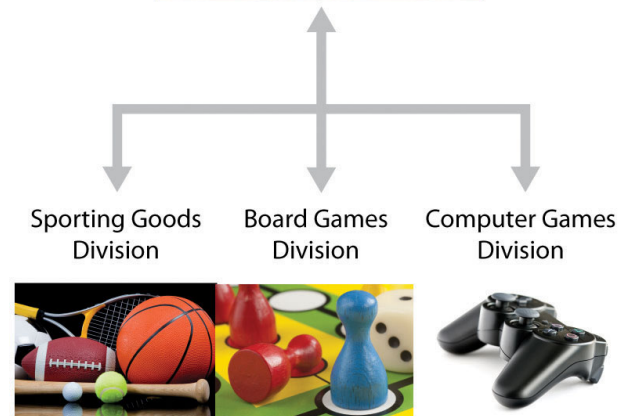 Sporting Goods
Division
Board Games
Division
Computer Games
Division